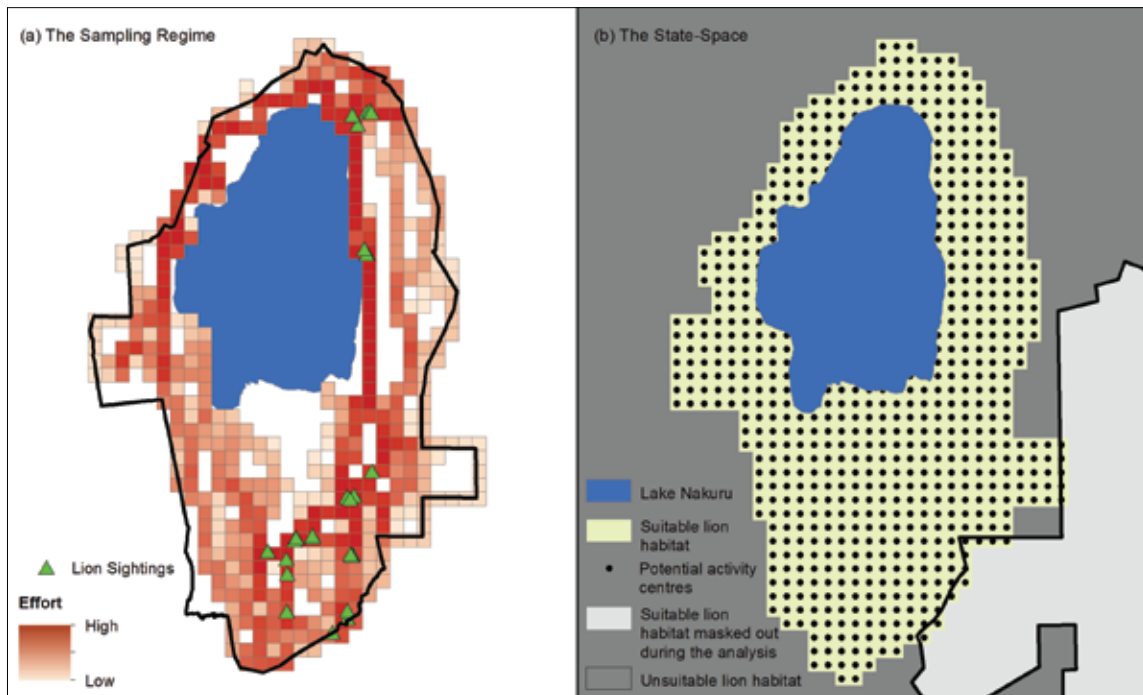 (a) The Sampling Regime
Lion Sightings
Effort
High
Low
(b) The State-Space
Lake Nakuru
Suitable lion
habitat
Potential activity
centres
Suitable lion
habitat masked out
during the analysis
Unsuitable lion habitat